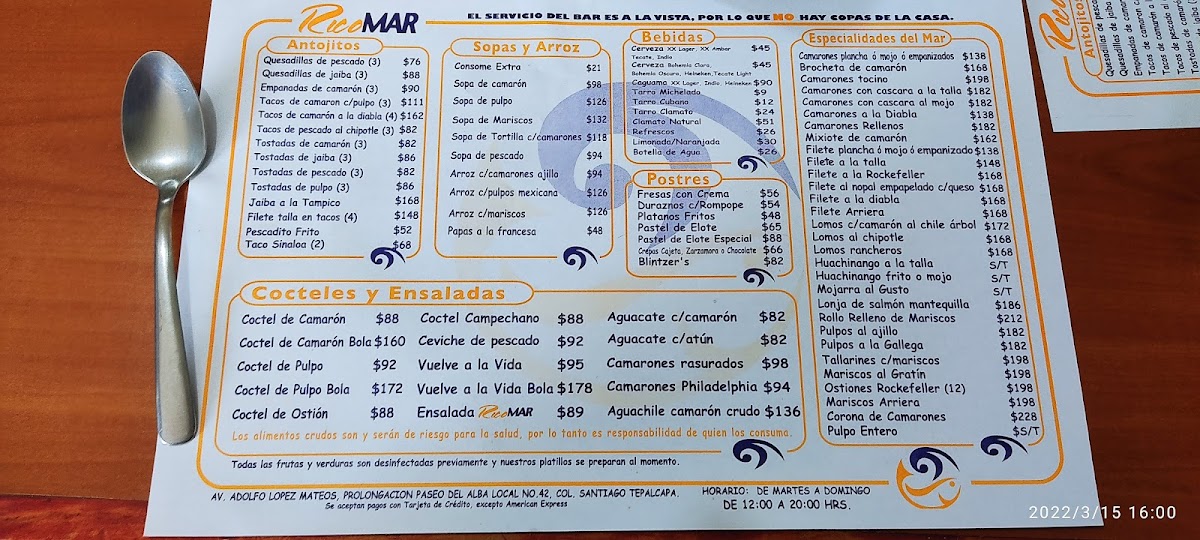 RicoMAR
EL SERVICIO DEL BAR ES A LA VISTA, POR LO QUE NO HAY COPAS DE LA CASA.
Antojitos
Quesadillas de pescado (3) $76
Quesadillas de jaiba (3) $88
Empanadas de camarón (3) $90
Tacos de camaron c/pulpo (3) $111
Tacos de camarón a la diabla (4) $162
Tacos de pescado al chipotle (3) $82
Tostadas de camarón (3) $82
Tostadas de jaiba (3) $86
Tostadas de pescado (3) $82
Tostadas de pulpo (3) $86
Jaiba a la Tampico $168
Filete talla en tacos (4) $148
Pescadito Frito $52
Taco Sinaloa (2) $68
Sopas y Arroz
Consome Extra $21
Sopa de camarón $98
Sopa de pulpo $126
Sopa de Mariscos $132
Sopa de Tortilla c/camarones $118
Sopa de pescado $94
Arroz c/camarones ajillo $94
Arroz c/pulpos mexicana $126
Arroz c/mariscos $126
Papas a la francesa $48
Bebidas
Cerveza XX Lager, XX Ambar $45
Tecate, Indio
Cerveza Bohemia Clara, $45
Bohemia Oscura, Heineken, Tecate Light
Caguama XX Lager, Indio, Heineken $90
Tarro Michelado $9
Tarro Cubana $12
Tarro Clamato $24
Clamato Natural $51
Refrescos $26
Limonada/Naranjada $30
Botella de Agua $26
Postres
Fresas con Crema $56
Duraznos c/Rompope $54
Platanos Fritos $48
Pastel de Elote $65
Pastel de Elote Especial $88
Crepas Cajeta, Zarzamora o Chocolate $66
Blintzer's $82
Especialidades del Mar
Camarones plancha ó mojo ó empanizados $138
Brocheta de camarón $168
Camarones tocino $198
Camarones con cascara a la talla $182
Camarones con cascara al mojo $182
Camarones a la Diabla $138
Camarones Rellenos $182
Mixiote de camarón $162
Filete plancha ó mojo ó empanizado $138
Filete a la talla $148
Filete a la Rockefeller $168
Filete al nopal empapelado c/queso $168
Filete a la diabla $168
Filete Arriera $168
Lomos c/camarón al chile árbol $172
Lomos al chipotle $168
Lomos rancheros $168
Huachinango a la talla S/T
Huachinango frito o mojo S/T
Mojarra al Gusto S/T
Lonja de salmón mantequilla $186
Rollo Relleno de Mariscos $212
Pulpos al ajillo $182
Pulpos a la Gallega $182
Tallarines c/mariscos $198
Mariscos al Gratín $198
Ostiones Rockefeller (12) $198
Mariscos Arriera $198
Corona de Camarones $228
Pulpo Entero $S/T
Cocteles y Ensaladas
Coctel de Camarón $88
Coctel de Camarón Bola $160
Coctel de Pulpo $92
Coctel de Pulpo Bola $172
Coctel de Ostión $88
Coctel Campechano $88
Ceviche de pescado $92
Vuelve a la Vida $95
Vuelve a la Vida Bola $178
Ensalada RicoMAR $89
Aguacate c/camarón $82
Aguacate c/atún $82
Camarones rasurados $98
Camarones Philadelphia $94
Aguachile camarón crudo $136
Los alimentos crudos son y serán de riesgo para la salud, por lo tanto es responsabilidad de quien los consuma.
Todas las frutas y verduras son desinfectadas previamente y nuestros platillos se preparan al momento.
AV. ADOLFO LOPEZ MATEOS, PROLONGACION PASEO DEL ALBA LOCAL NO.42, COL. SANTIAGO TEPALCAPA.
Se aceptan pagos con Tarjeta de Crédito, excepto American Express
HORARIO: DE MARTES A DOMINGO
DE 12:00 A 20:00 HRS.
2022/3/15 16:00